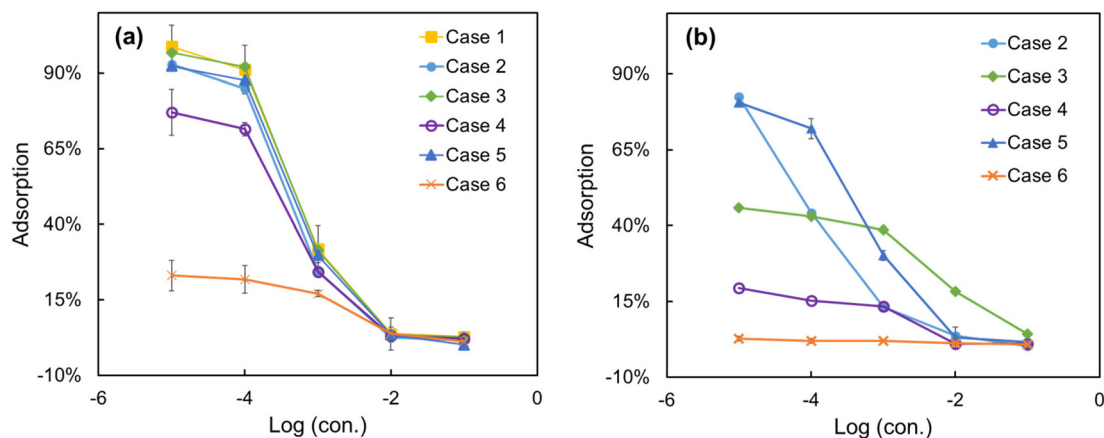 (a)
Case 1
Case 2
Case 3
Case 4
Case 5
Case 6
90%
65%
40%
15%
-10%
Adsorption
-6
-4
-2
0
Log (con.)
(b)
Case 2
Case 3
Case 4
Case 5
Case 6
90%
65%
40%
15%
-10%
Adsorption
-6
-4
-2
0
Log (con.)